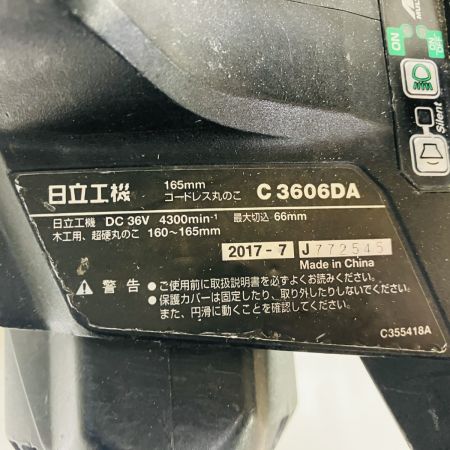 ON
ON
OFF
Silent
日立工機 165mm コードレス丸のこ C 3606DA
日立工機 DC 36V 4300min⁻¹ 最大切込 66mm
木工用、超硬丸のこ 160～165mm
2017-7 J772545
Made in China
警告 ●ご使用前に取扱説明書を必ずよくお読みください。
●保護カバーは固定したり、取り外したりしないでください。
また、円滑に動くことを確認してください。
C355418A